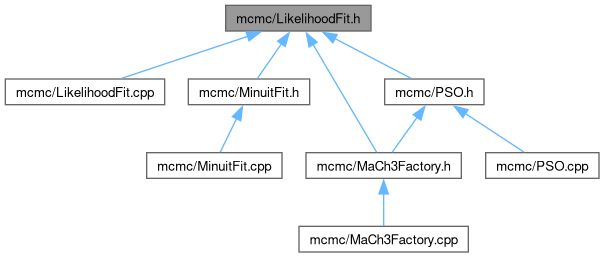 mcmc/LikelihoodFit.h
mcmc/LikelihoodFit.cpp
mcmc/MinuitFit.h
mcmc/PSO.h
mcmc/MinuitFit.cpp
mcmc/MaCh3Factory.h
mcmc/PSO.cpp
mcmc/MaCh3Factory.cpp